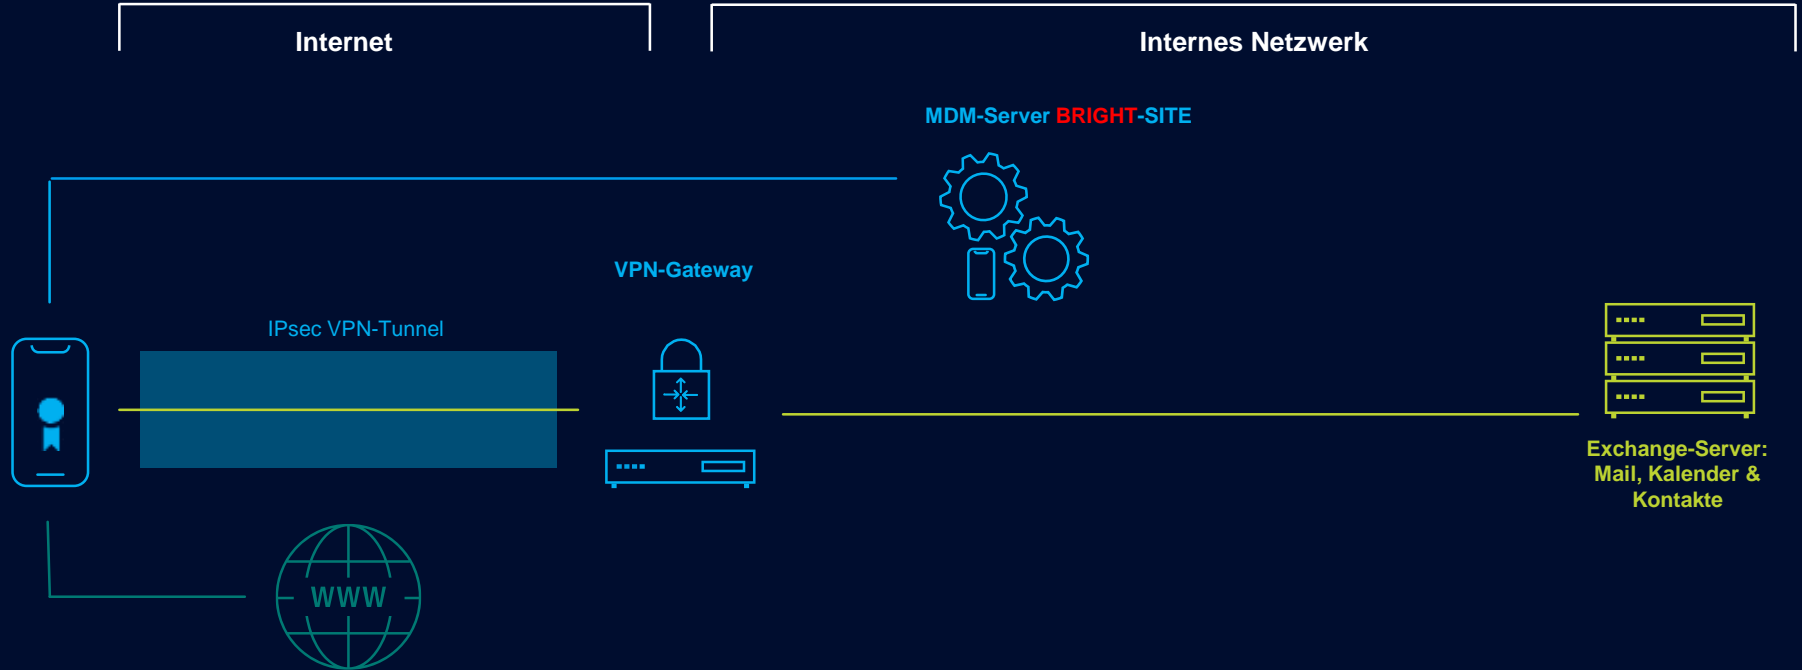 Internet
Internes Netzwerk
MDM-Server BRIGHT-SITE
VPN-Gateway
IPsec VPN-Tunnel
Exchange-Server:
Mail, Kalender &
Kontakte
WWW